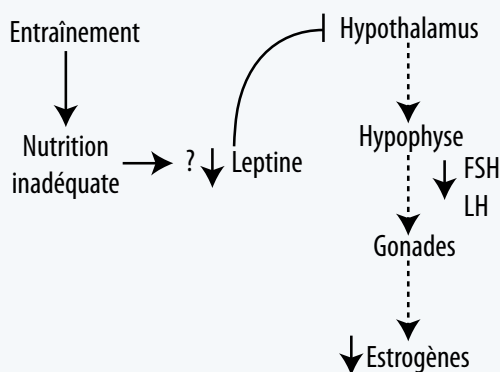 Entraînement
Hypothalamus
Nutrition
inadéquate
? Leptine
Hypophyse
FSH
LH
Gonades
Estrogènes